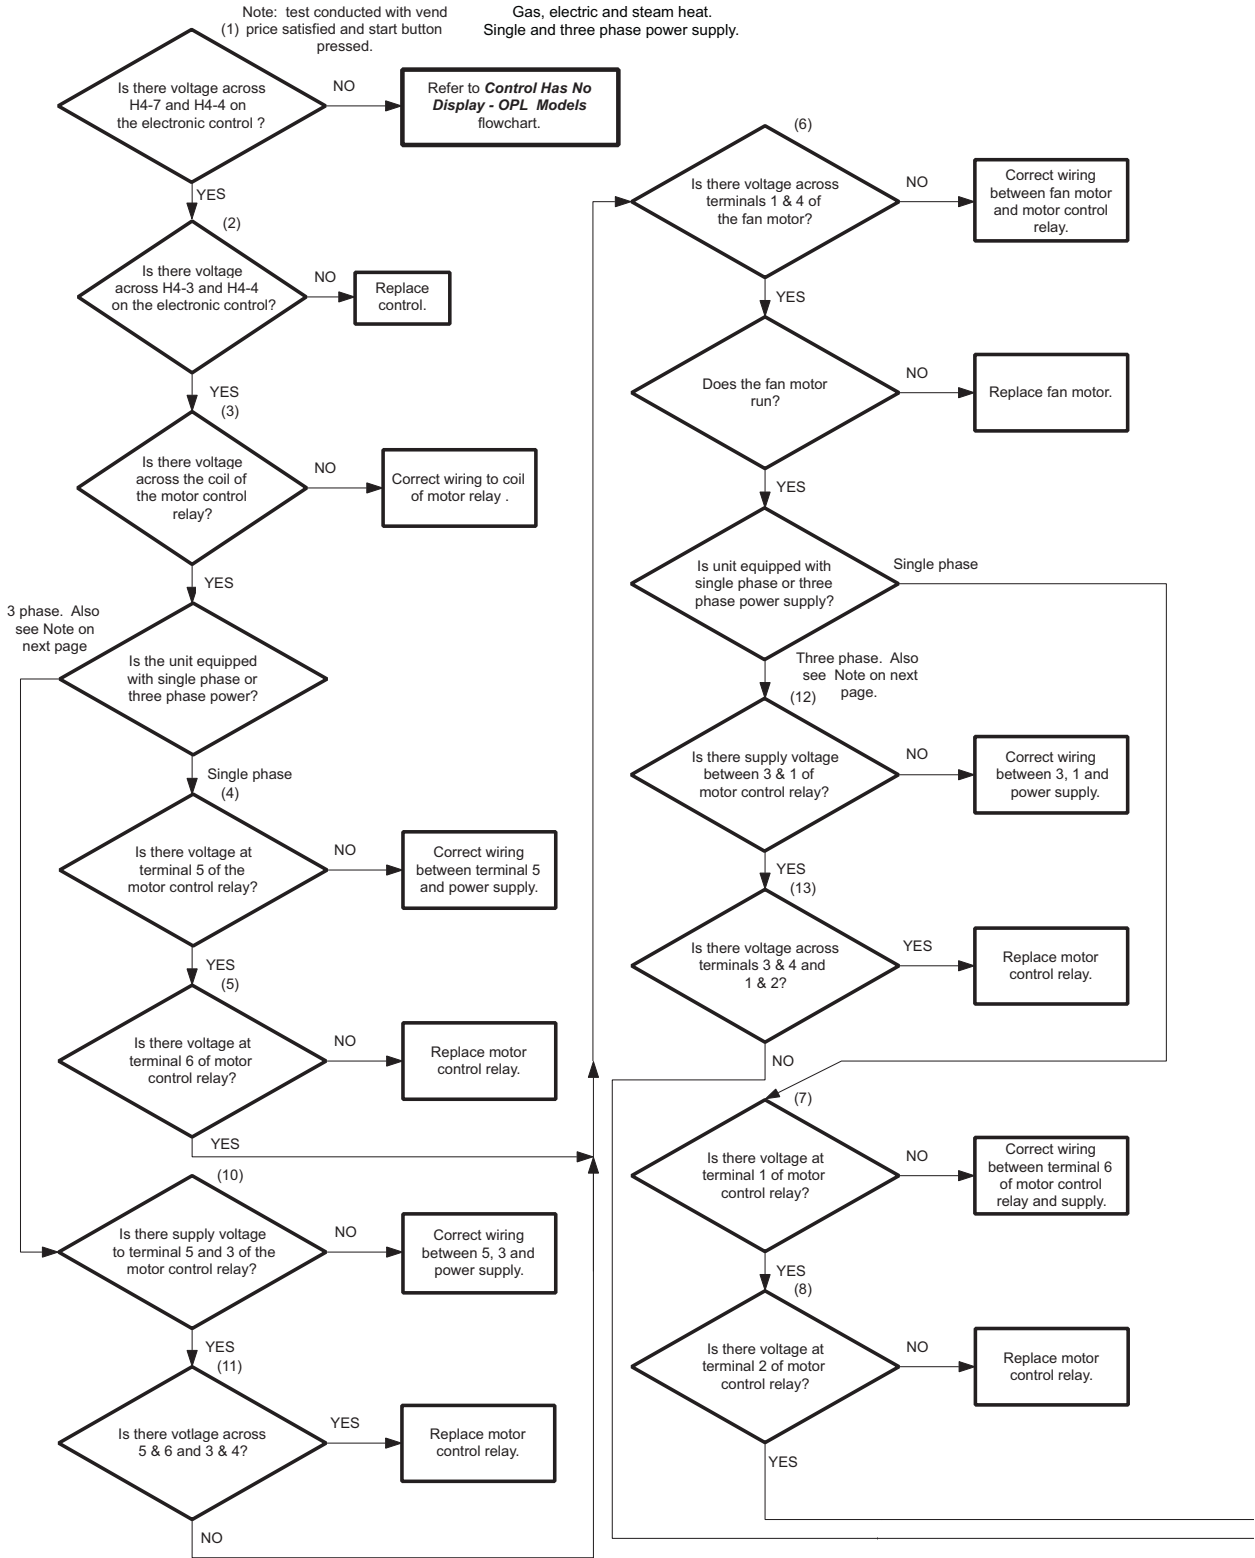 Note: test conducted with vend
(1) price satisfied and start button
pressed.
Gas, electric and steam heat.
Single and three phase power supply.
Is there voltage across
H4-7 and H4-4 on
the electronic control ?
NO
Refer to Control Has No
Display - OPL Models
flowchart.
YES
(2)
Is there voltage
across H4-3 and H4-4
on the electronic control?
NO
Replace
control.
YES
(3)
Is there voltage
across the coil of
the motor control
relay?
NO
Correct wiring to coil
of motor relay .
YES
3 phase. Also
see Note on
next page
Is the unit equipped
with single phase or
three phase power?
Single phase
(4)
Is there voltage at
terminal 5 of the
motor control relay?
NO
Correct wiring
between terminal 5
and power supply.
YES
(5)
Is there voltage at
terminal 6 of motor
control relay?
NO
Replace motor
control relay.
YES
(10)
Is there supply voltage
to terminal 5 and 3 of the
motor control relay?
NO
Correct wiring
between 5, 3 and
power supply.
YES
(11)
Is there votlage across
5 & 6 and 3 & 4?
YES
Replace motor
control relay.
NO
(6)
Is there voltage across
terminals 1 & 4 of
the fan motor?
NO
Correct wiring
between fan motor
and motor control
relay.
YES
Does the fan motor
run?
NO
Replace fan motor.
YES
Is unit equipped with
single phase or three
phase power supply?
Single phase
Three phase. Also
see Note on next
page.
(12)
Is there supply voltage
between 3 & 1 of
motor control relay?
NO
Correct wiring
between 3, 1 and
power supply.
YES
(13)
Is there voltage across
terminals 3 & 4 and
1 & 2?
YES
Replace motor
control relay.
NO
(7)
Is there voltage at
terminal 1 of motor
control relay?
NO
Correct wiring
between terminal 6
of motor control
relay and supply.
YES
(8)
Is there voltage at
terminal 2 of motor
control relay?
NO
Replace motor
control relay.
YES